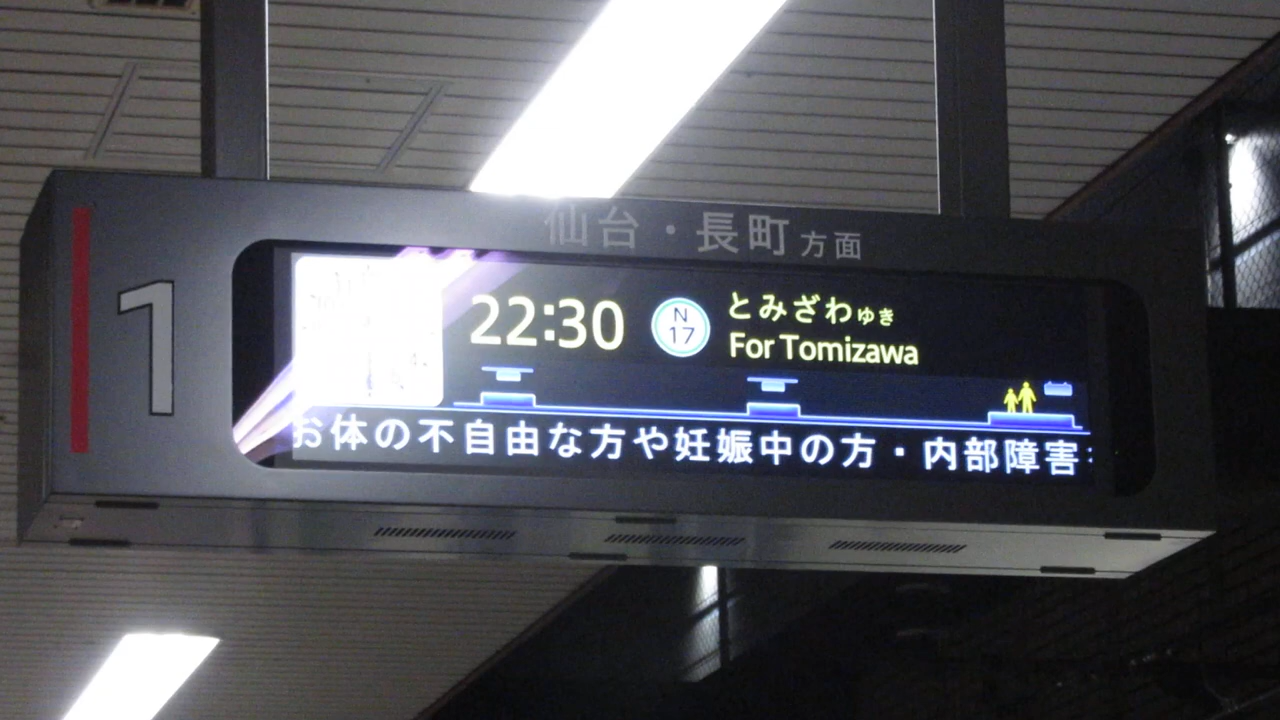 仙台・長町方面
1
22:30
N
17
とみざわゆき
For Tomizawa
お体の不自由な方や妊娠中の方・内部障害